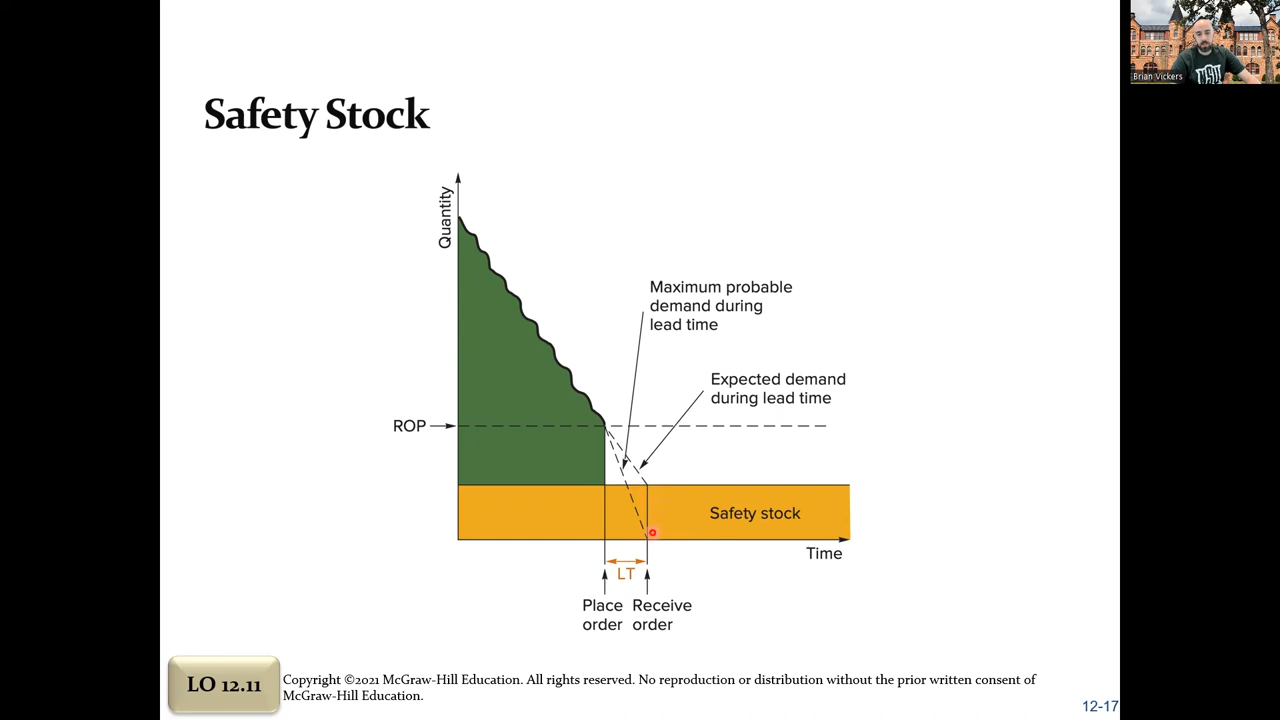 Brian Vickers
Safety Stock
Quantity
Maximum probable
demand during
lead time
Expected demand
during lead time
ROP
Safety stock
Time
LT
Place
order
Receive
order
LO 12.11
Copyright ©2021 McGraw-Hill Education. All rights reserved. No reproduction or distribution without the prior written consent of
McGraw-Hill Education.
12-17